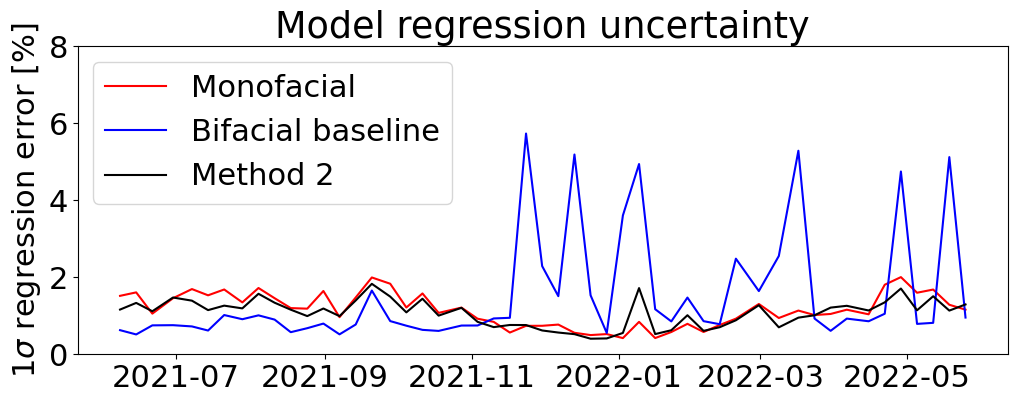 Model regression uncertainty
1σ regression error [%]
8
6
4
2
0
Monofacial
Bifacial baseline
Method 2
2021-07 2021-09 2021-11 2022-01 2022-03 2022-05